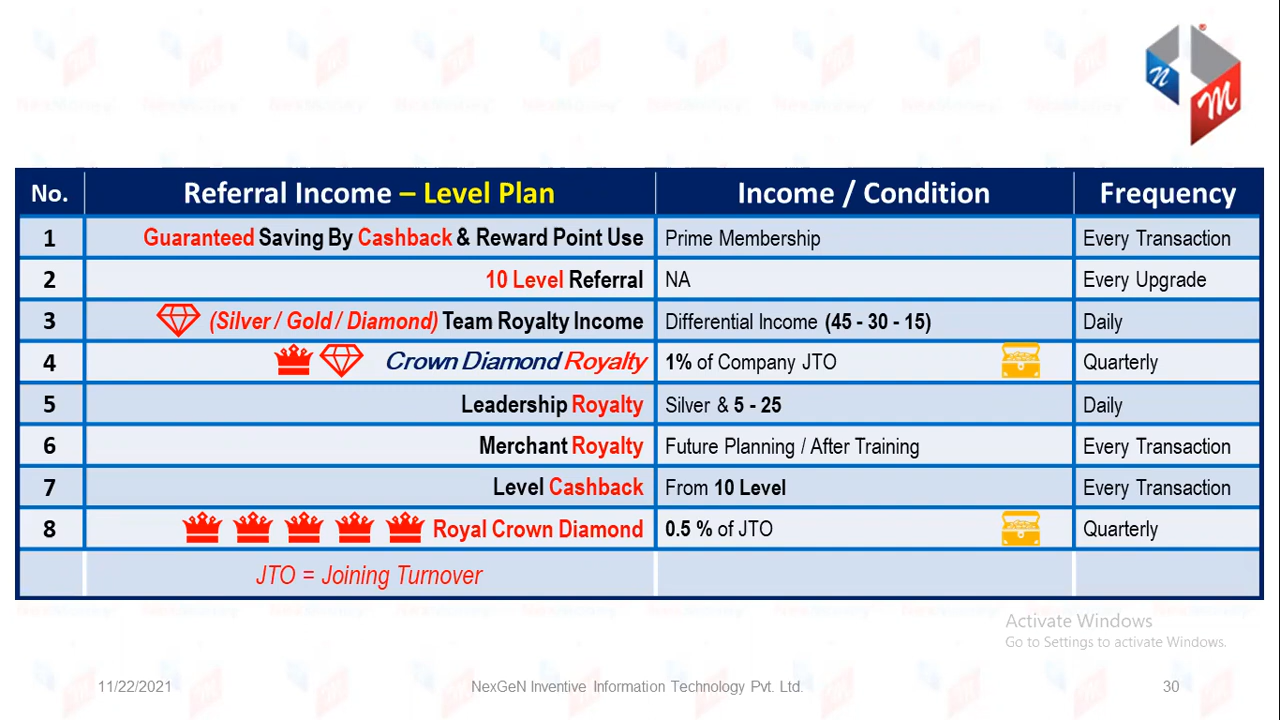 n m
No. Referral Income – Level Plan Income / Condition Frequency
1 Guaranteed Saving By Cashback & Reward Point Use Prime Membership Every Transaction
2 10 Level Referral NA Every Upgrade
3 (Silver / Gold / Diamond) Team Royalty Income Differential Income (45 - 30 - 15) Daily
4 Crown Diamond Royalty 1% of Company JTO Quarterly
5 Leadership Royalty Silver & 5 - 25 Daily
6 Merchant Royalty Future Planning / After Training Every Transaction
7 Level Cashback From 10 Level Every Transaction
8 Royal Crown Diamond 0.5 % of JTO Quarterly
JTO = Joining Turnover
Activate Windows
Go to Settings to activate Windows.
11/22/2021 NexGeN Inventive Information Technology Pvt. Ltd. 30